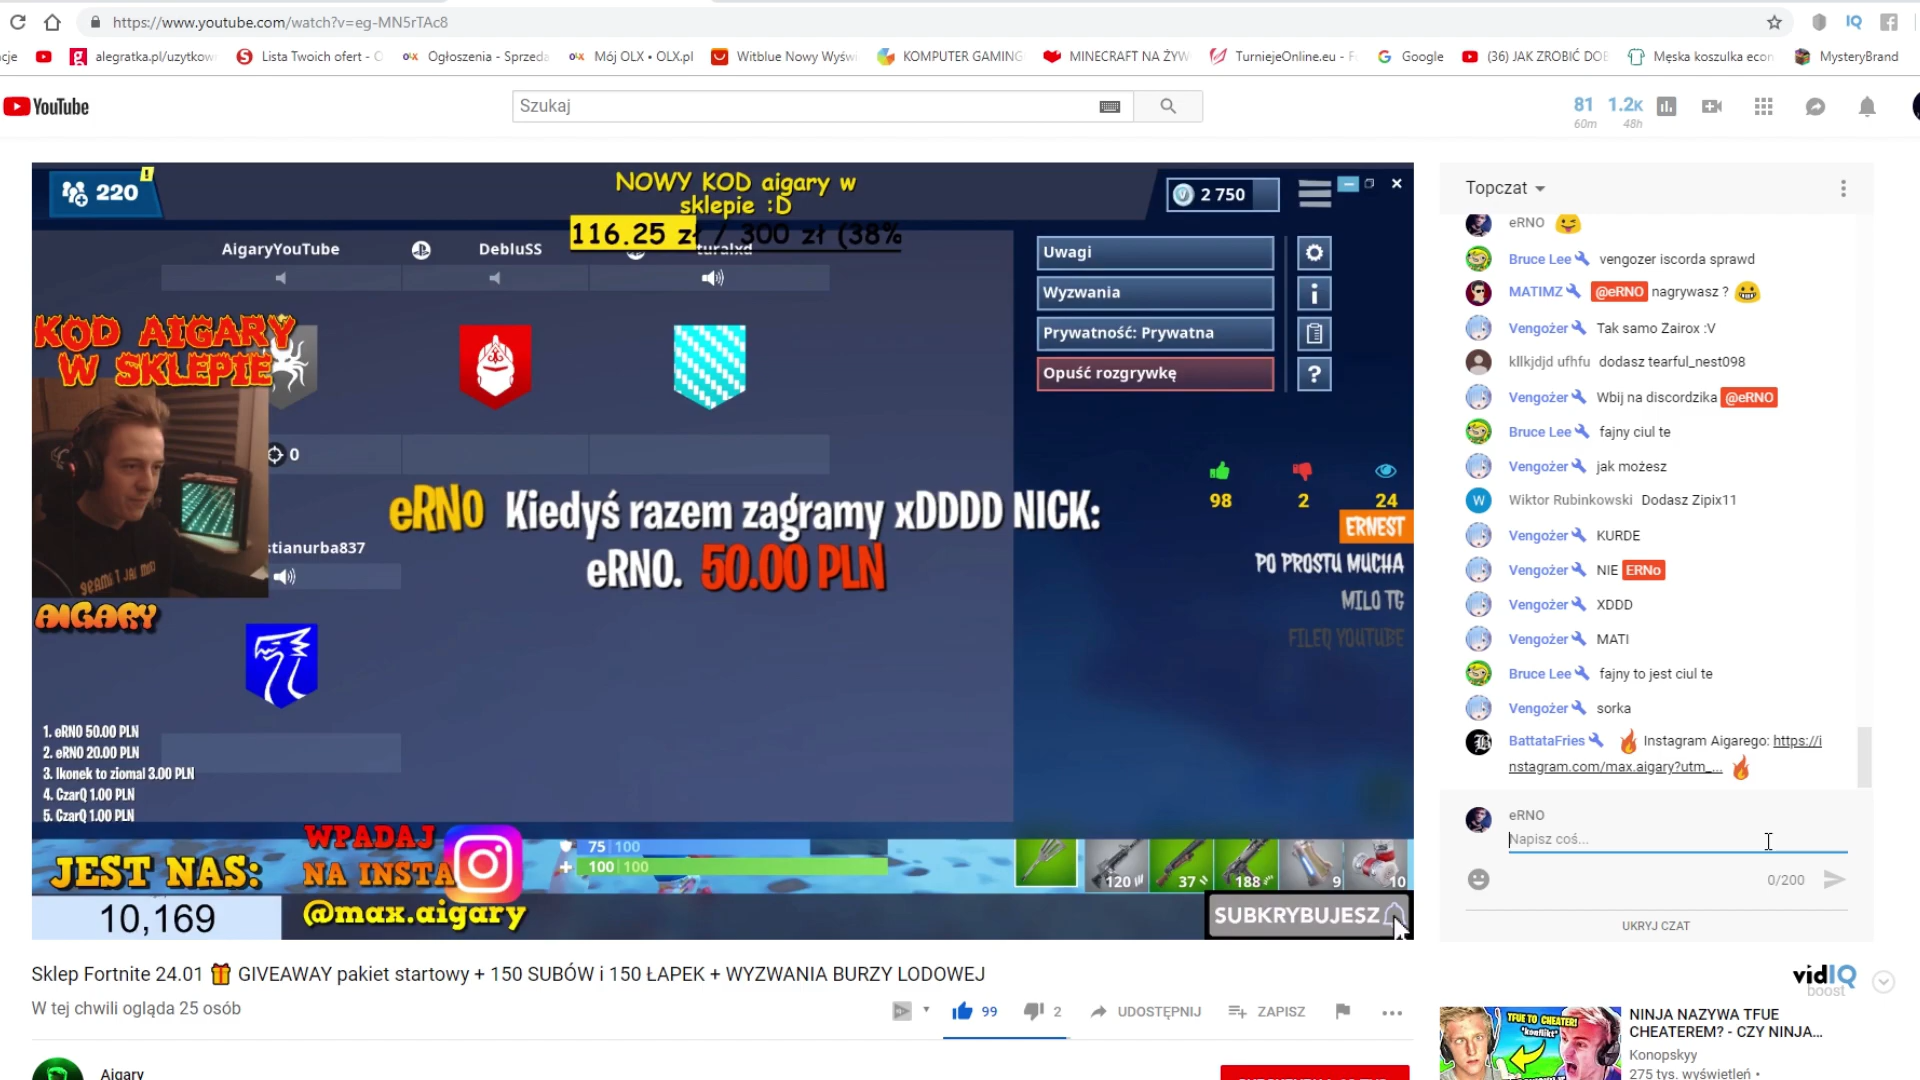 https://www.youtube.com/watch?v=eg-MN5rTAc8
cje
alegratka.pl/uzytkow
Lista Twoich ofert - O
Ogłoszenia - Sprzeda
Mój OLX • OLX.pl
Witblue Nowy Wyświ
KOMPUTER GAMING
MINECRAFT NA ŻYW
TurniejeOnline.eu - F
Google
(36) JAK ZROBIĆ DOB
Męska koszulka econ
MysteryBrand
YouTube
Szukaj
81 1.2K
60m 48h
220
NOWY KOD aigary w
sklepie :D
116.25 zł / 300 zł (38%
2 750
AigaryYouTube
DebluSS
turalxd
Uwagi
Wyzwania
Prywatność: Prywatna
Opuść rozgrywkę
KOD AIGARY
W SKLEPIE
0
98 2 24
ERNEST
PO PROSTU MUCHA
MILO TG
FILEQ YOUTUBE
eRNO Kiedyś razem zagramy xDDDD NICK:
eRNO. 50.00 PLN
stianurba837
AIGARY
1. eRNO 50.00 PLN
2. eRNO 20.00 PLN
3. Ikonek to ziomal 3.00 PLN
4. CzarQ 1.00 PLN
5. CzarQ 1.00 PLN
JEST NAS:
10,169
WPADAJ
NA INSTA
@max.aigary
75 | 100
100 | 100
120 37 188 9 10
SUBKRYBUJESZ
Topczat
eRNO
Bruce Lee vengozer iscorda sprawd
MATIMZ @eRNO nagrywasz ?
Vengożer Tak samo Zairox :V
kllkjdjd ufhfu dodasz tearful_nest098
Vengożer Wbij na discordzika @eRNO
Bruce Lee fajny ciul te
Vengożer jak możesz
W Wiktor Rubinkowski Dodasz Zipix11
Vengożer KURDE
Vengożer NIE ERNo
Vengożer XDDD
Vengożer MATI
Bruce Lee fajny to jest ciul te
Vengożer sorka
BattataFries Instagram Aigarego: https://i
nstagram.com/max.aigary?utm_...
eRNO
Napisz coś...
0/200
UKRYJ CZAT
Sklep Fortnite 24.01 🎁 GIVEAWAY pakiet startowy + 150 SUBÓW i 150 ŁAPEK + WYZWANIA BURZY LODOWEJ
W tej chwili ogląda 25 osób
99 2 UDOSTĘPNIJ ZAPISZ
Aigary
vidIQ
boost
TFUE TO CHEATER!
*konflikt*
NINJA NAZYWA TFUE
CHEATEREM? - CZY NINJA...
Konopskyy
275 tys. wyświetleń •